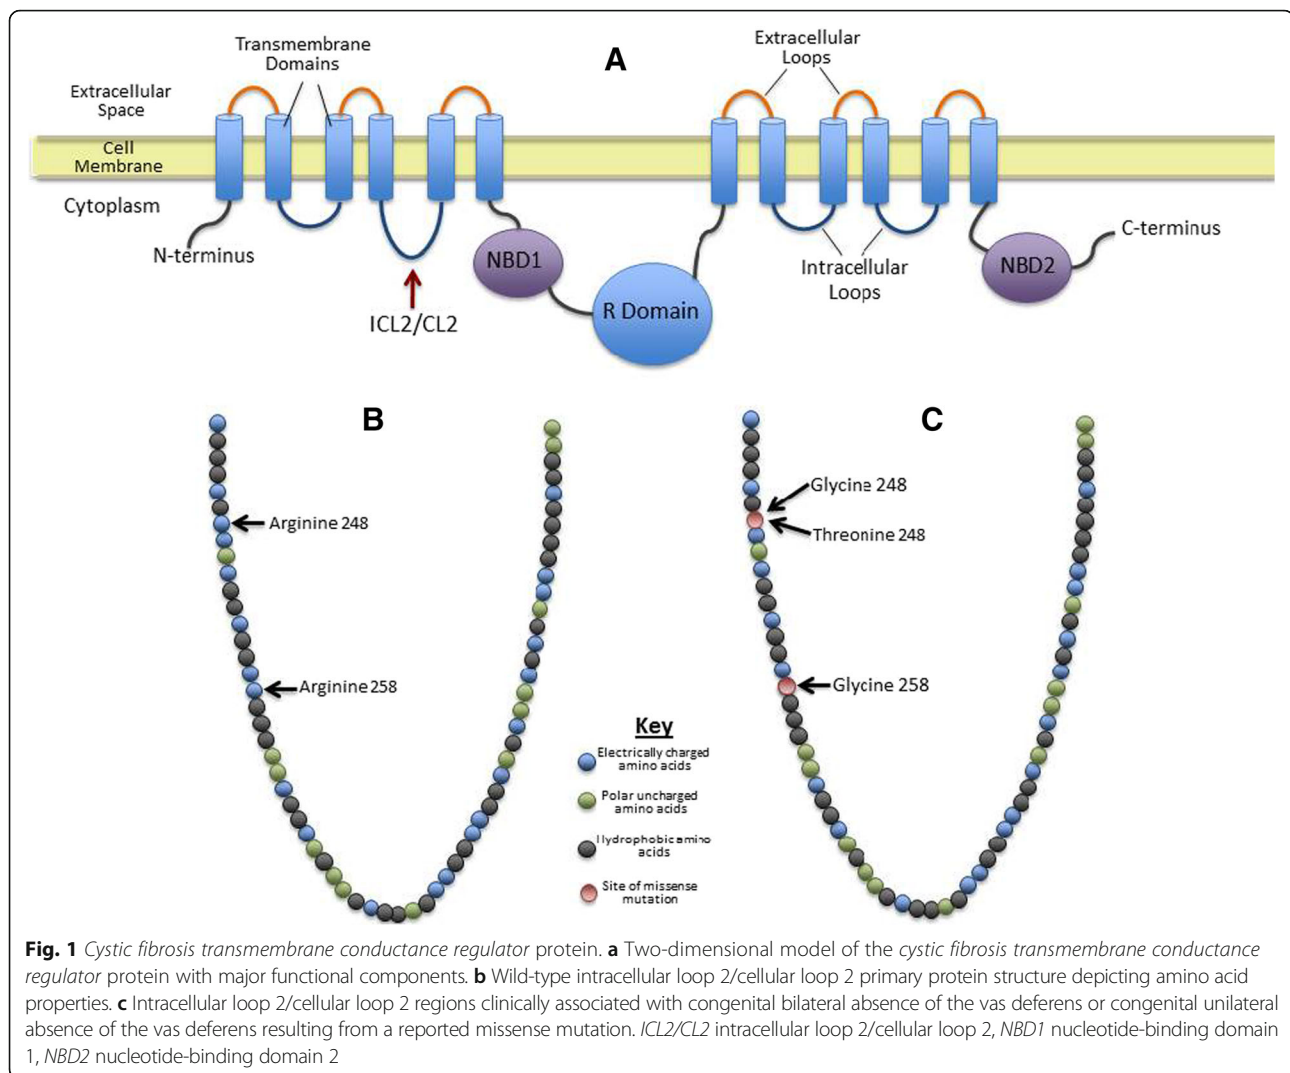 A
Transmembrane
Domains
Extracellular
Loops
Extracellular
Space
Cell
Membrane
Cytoplasm
N-terminus
NBD1
ICL2/CL2
R Domain
Intracellular
Loops
NBD2
C-terminus
B
Arginine 248
Arginine 258
C
Glycine 248
Threonine 248
Glycine 258
Key
Electrically charged
amino acids
Polar uncharged
amino acids
Hydrophobic amino
acids
Site of missense
mutation
Fig. 1 Cystic fibrosis transmembrane conductance regulator protein. a Two-dimensional model of the cystic fibrosis transmembrane conductance
regulator protein with major functional components. b Wild-type intracellular loop 2/cellular loop 2 primary protein structure depicting amino acid
properties. c Intracellular loop 2/cellular loop 2 regions clinically associated with congenital bilateral absence of the vas deferens or congenital unilateral
absence of the vas deferens resulting from a reported missense mutation. ICL2/CL2 intracellular loop 2/cellular loop 2, NBD1 nucleotide-binding domain
1, NBD2 nucleotide-binding domain 2